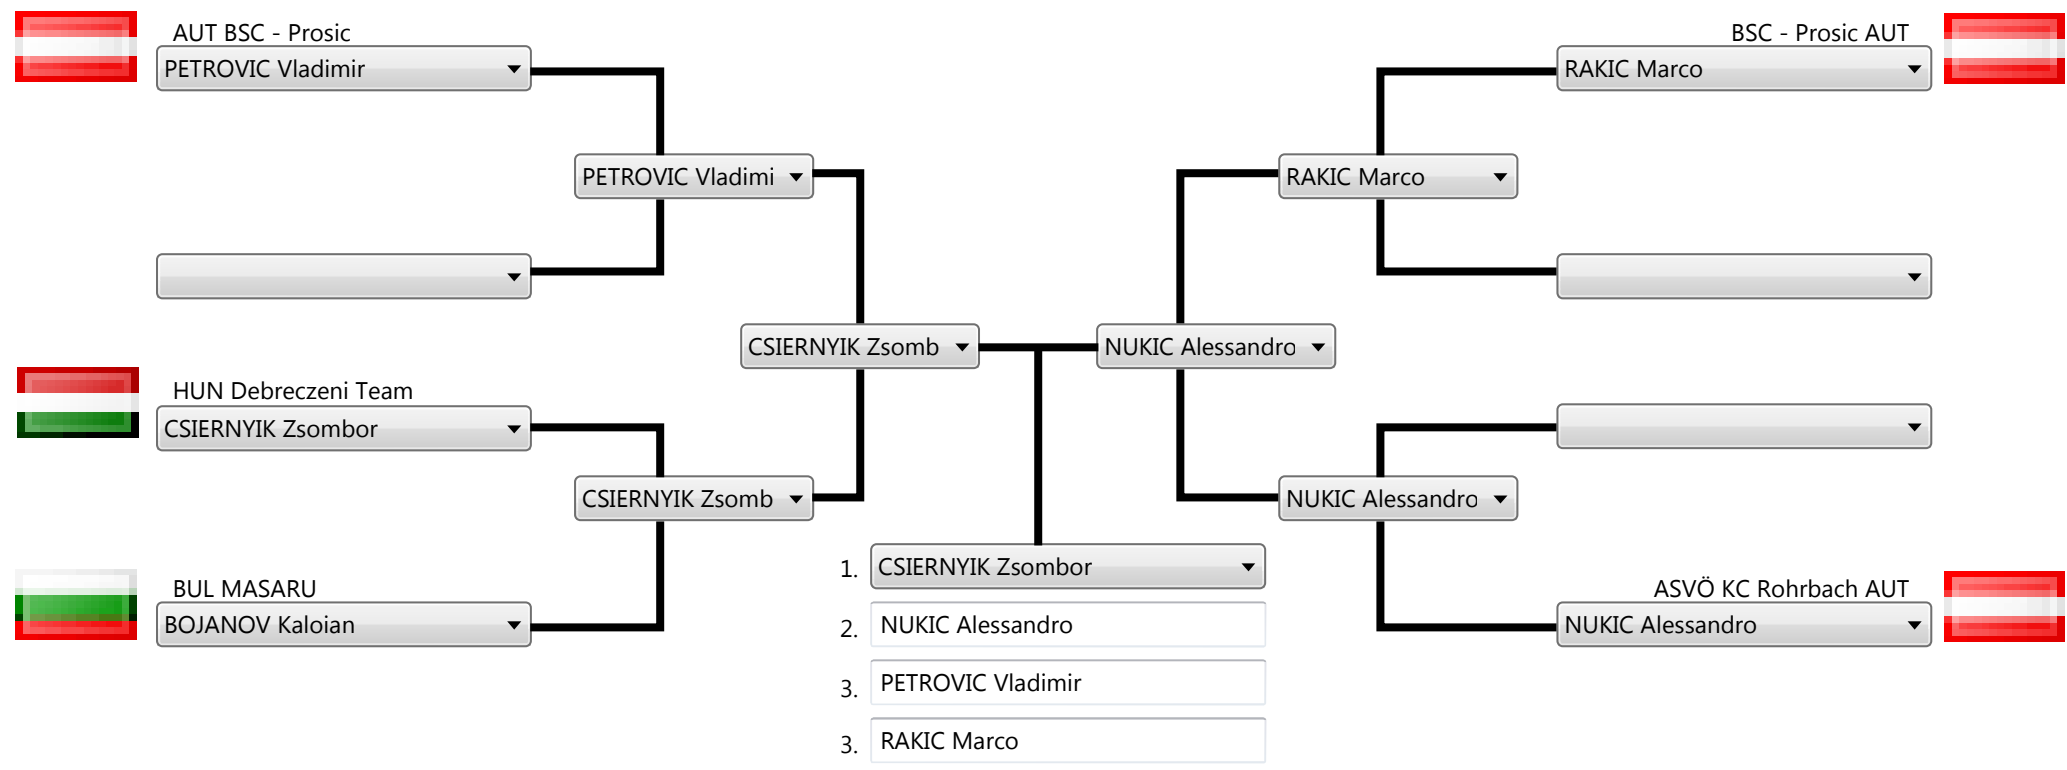 AUT BSC - Prosic
PETROVIC Vladimir
BSC - Prosic AUT
RAKIC Marco
PETROVIC Vladimi
RAKIC Marco
CSIERNYIK Zsomb
NUKIC Alessandro
HUN Debreczeni Team
CSIERNYIK Zsombor
CSIERNYIK Zsomb
NUKIC Alessandro
BUL MASARU
BOJANOV Kaloian
ASVÖ KC Rohrbach AUT
NUKIC Alessandro
1. CSIERNYIK Zsombor
2. NUKIC Alessandro
3. PETROVIC Vladimir
3. RAKIC Marco